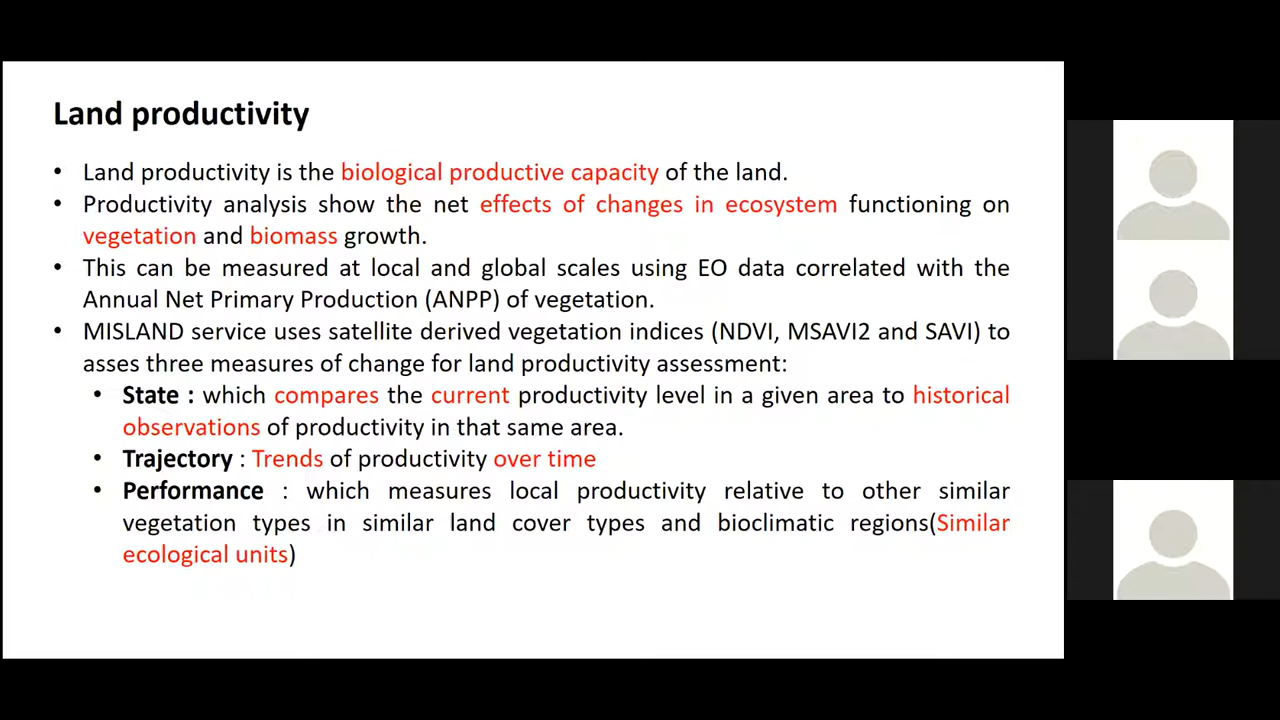 Land productivity
• Land productivity is the biological productive capacity of the land.
• Productivity analysis show the net effects of changes in ecosystem functioning on
vegetation and biomass growth.
• This can be measured at local and global scales using EO data correlated with the
Annual Net Primary Production (ANPP) of vegetation.
• MISLAND service uses satellite derived vegetation indices (NDVI, MSAVI2 and SAVI) to
asses three measures of change for land productivity assessment:
• State : which compares the current productivity level in a given area to historical
observations of productivity in that same area.
• Trajectory : Trends of productivity over time
• Performance : which measures local productivity relative to other similar
vegetation types in similar land cover types and bioclimatic regions(Similar
ecological units)